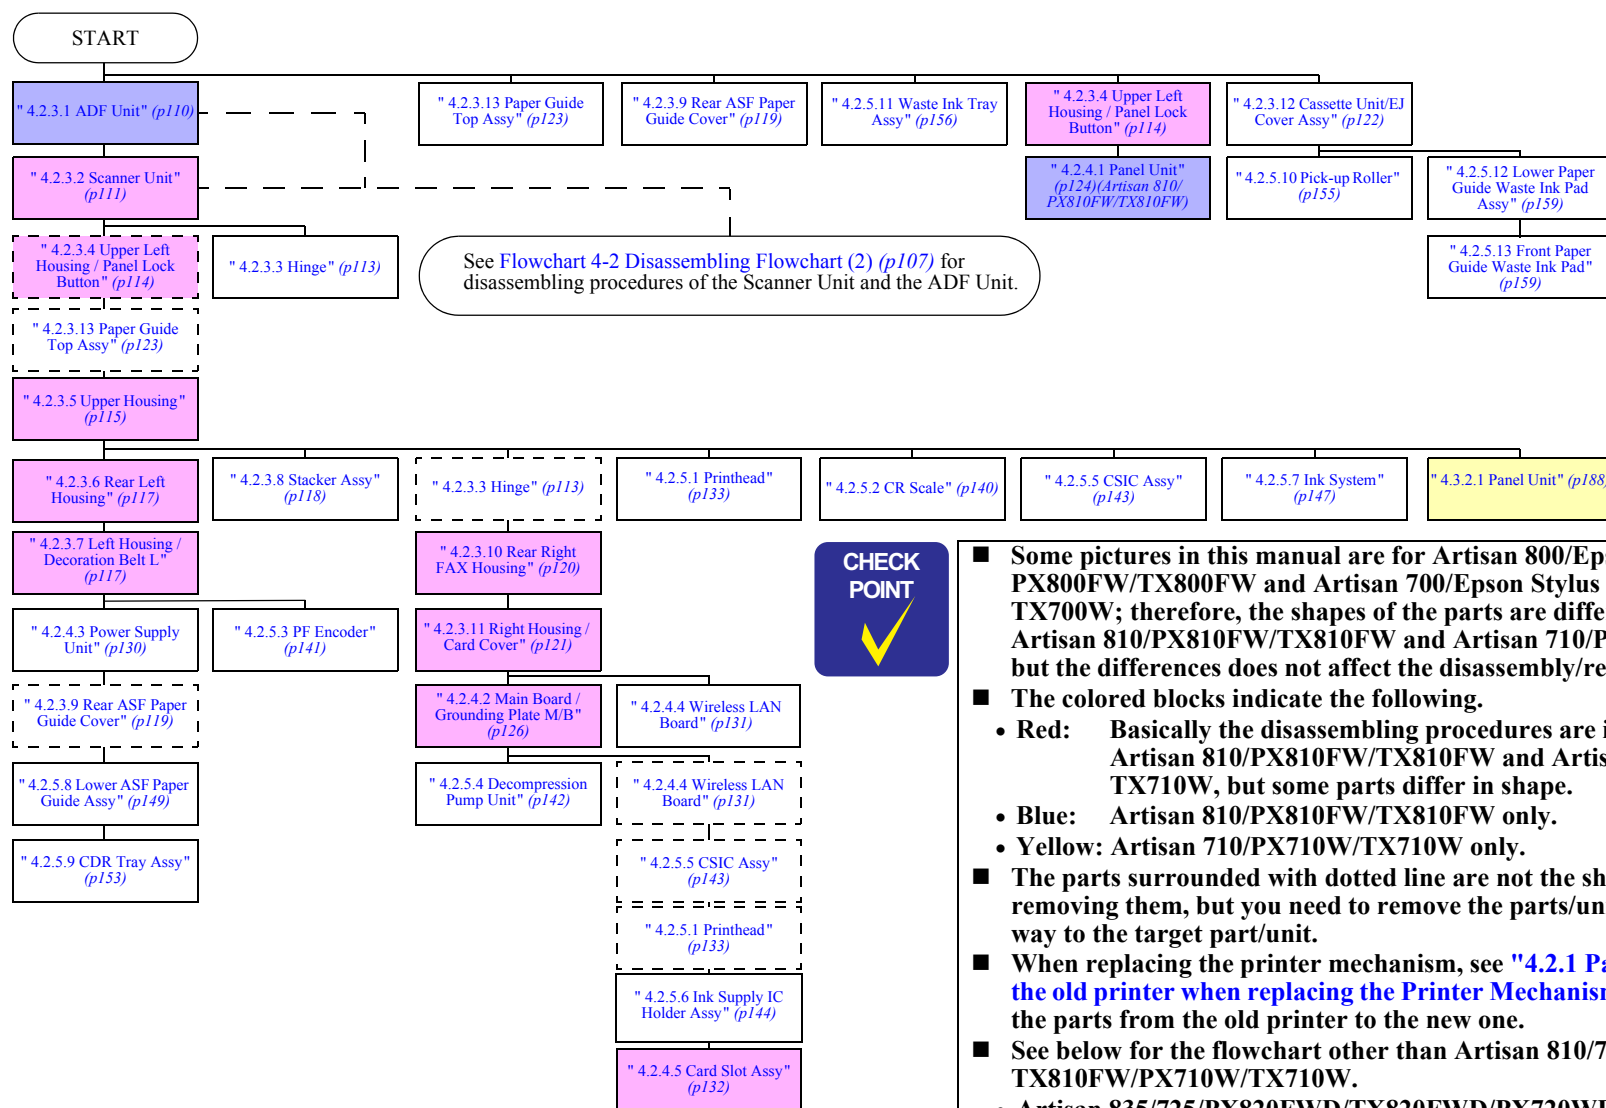 START
" 4.2.3.1 ADF Unit" (p110)
" 4.2.3.13 Paper Guide
Top Assy" (p123)
" 4.2.3.9 Rear ASF Paper
Guide Cover" (p119)
" 4.2.5.11 Waste Ink Tray
Assy" (p156)
" 4.2.3.4 Upper Left
Housing / Panel Lock
Button" (p114)
" 4.2.3.12 Cassette Unit/EJ
Cover Assy" (p122)
" 4.2.3.2 Scanner Unit"
(p111)
" 4.2.4.1 Panel Unit"
(p124)(Artisan 810/
PX810FW/TX810FW)
" 4.2.5.10 Pick-up Roller"
(p155)
" 4.2.5.12 Lower Paper
Guide Waste Ink Pad
Assy" (p159)
" 4.2.3.4 Upper Left
Housing / Panel Lock
Button" (p114)
" 4.2.3.3 Hinge" (p113)
See Flowchart 4-2 Disassembling Flowchart (2) (p107) for
disassembling procedures of the Scanner Unit and the ADF Unit.
" 4.2.5.13 Front Paper
Guide Waste Ink Pad"
(p159)
" 4.2.3.13 Paper Guide
Top Assy" (p123)
" 4.2.3.5 Upper Housing"
(p115)
" 4.2.3.6 Rear Left
Housing" (p117)
" 4.2.3.8 Stacker Assy"
(p118)
" 4.2.3.3 Hinge" (p113)
" 4.2.5.1 Printhead"
(p133)
" 4.2.5.2 CR Scale" (p140)
" 4.2.5.5 CSIC Assy"
(p143)
" 4.2.5.7 Ink System"
(p147)
" 4.3.2.1 Panel Unit" (p188)
" 4.2.3.7 Left Housing /
Decoration Belt L"
(p117)
" 4.2.3.10 Rear Right
FAX Housing" (p120)
" 4.2.4.3 Power Supply
Unit" (p130)
" 4.2.5.3 PF Encoder"
(p141)
" 4.2.3.11 Right Housing /
Card Cover" (p121)
" 4.2.3.9 Rear ASF Paper
Guide Cover" (p119)
" 4.2.4.2 Main Board /
Grounding Plate M/B"
(p126)
" 4.2.4.4 Wireless LAN
Board" (p131)
" 4.2.5.8 Lower ASF Paper
Guide Assy" (p149)
" 4.2.5.4 Decompression
Pump Unit" (p142)
" 4.2.4.4 Wireless LAN
Board" (p131)
" 4.2.5.9 CDR Tray Assy"
(p153)
" 4.2.5.5 CSIC Assy"
(p143)
" 4.2.5.1 Printhead"
(p133)
" 4.2.5.6 Ink Supply IC
Holder Assy" (p144)
" 4.2.4.5 Card Slot Assy"
(p132)
CHECK
POINT
■ Some pictures in this manual are for Artisan 800/Ep
PX800FW/TX800FW and Artisan 700/Epson Stylus
TX700W; therefore, the shapes of the parts are diffe
Artisan 810/PX810FW/TX810FW and Artisan 710/P
but the differences does not affect the disassembly/re
■ The colored blocks indicate the following.
• Red: Basically the disassembling procedures are i
Artisan 810/PX810FW/TX810FW and Artis
TX710W, but some parts differ in shape.
• Blue: Artisan 810/PX810FW/TX810FW only.
• Yellow: Artisan 710/PX710W/TX710W only.
■ The parts surrounded with dotted line are not the sh
removing them, but you need to remove the parts/un
way to the target part/unit.
■ When replacing the printer mechanism, see "4.2.1 Pa
the old printer when replacing the Printer Mechanism
the parts from the old printer to the new one.
■ See below for the flowchart other than Artisan 810/7
TX810FW/PX710W/TX710W.
• Artisan 835/725/PX820FWD/TX820FWD/PX720W